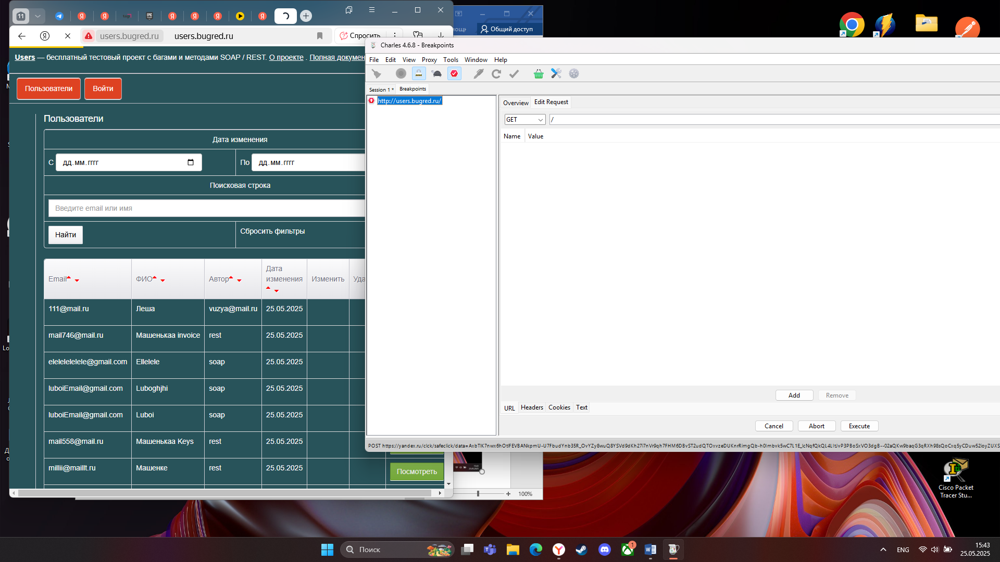 11
users.bugred.ru
users.bugred.ru
Спросить
Users — бесплатный тестовый проект с багами и методами SOAP / REST. О проекте . Полная докумен
Пользователи
Войти
Пользователи
Дата изменения
С
дд.мм.гггг
По
дд.мм.гггг
Поисковая строка
Введите email или имя
Найти
Сбросить фильтры
Email
ФИО
Автор
Дата изменения
Изменить
Уда
111@mail.ru Леша vuzya@mail.ru 25.05.2025
mail746@mail.ru Машенькаа invoice rest 25.05.2025
elelelelelele@gmail.com Ellelele soap 25.05.2025
luboiEmail@gmail.com Luboghjhi soap 25.05.2025
luboiEmail@gmail.com Luboi soap 25.05.2025
mail558@mail.ru Машенькаа Keys rest 25.05.2025
millii@maillt.ru Машенке rest 25.05.2025
Посмотреть
Общий доступ
Charles 4.6.8 - Breakpoints
File Edit View Proxy Tools Window Help
Session 1 * Breakpoints
http://users.bugred.ru/
Overview Edit Request
GET /
Name Value
Add Remove
URL Headers Cookies Text
Cancel Abort Execute
100%
Cisco Packet
Tracer Stu...
Поиск
1
ENG
15:43
25.05.2025